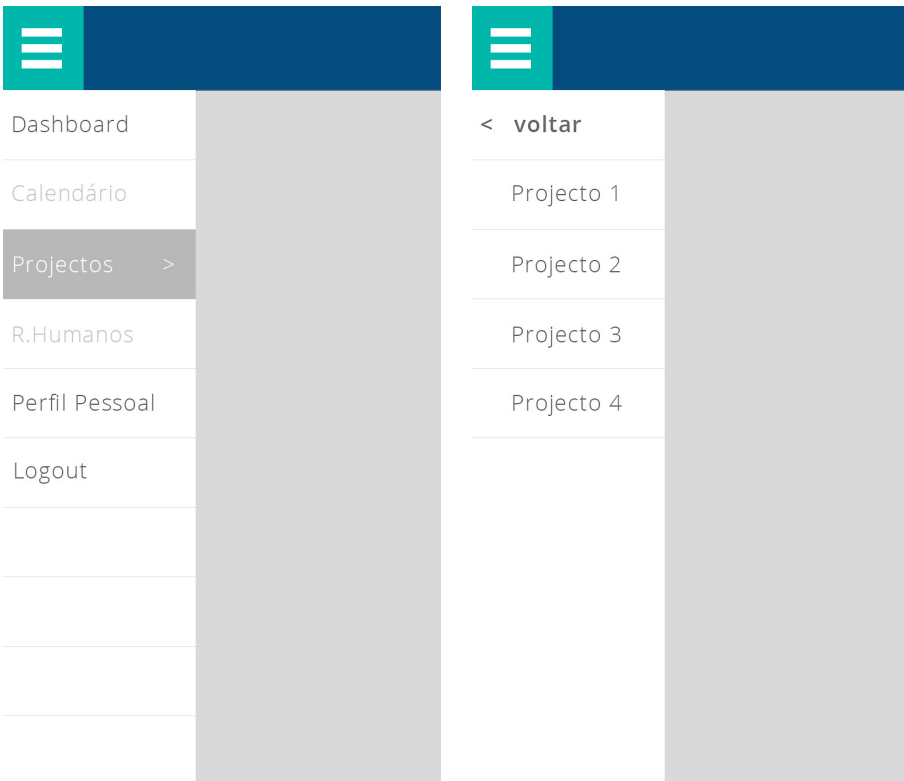 Dashboard
Calendário
Projectos >
R.Humanos
Perfil Pessoal
Logout
< voltar
Projecto 1
Projecto 2
Projecto 3
Projecto 4